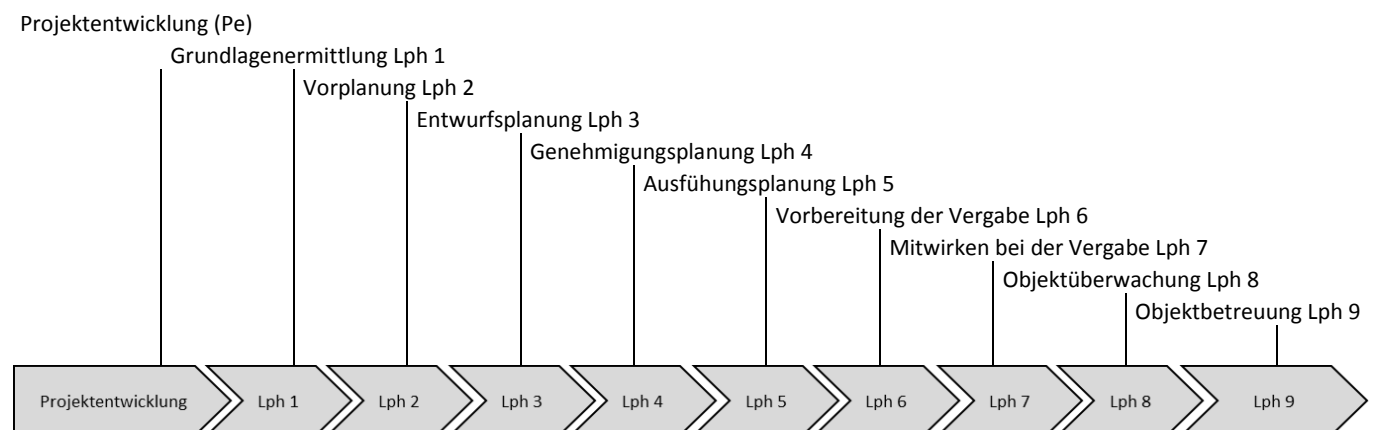 Projektentwicklung (Pe)
Grundlagenermittlung Lph 1
Vorplanung Lph 2
Entwurfsplanung Lph 3
Genehmigungsplanung Lph 4
Ausfühungsplanung Lph 5
Vorbereitung der Vergabe Lph 6
Mitwirken bei der Vergabe Lph 7
Objektüberwachung Lph 8
Objektbetreuung Lph 9
Projektentwicklung Lph 1 Lph 2 Lph 3 Lph 4 Lph 5 Lph 6 Lph 7 Lph 8 Lph 9